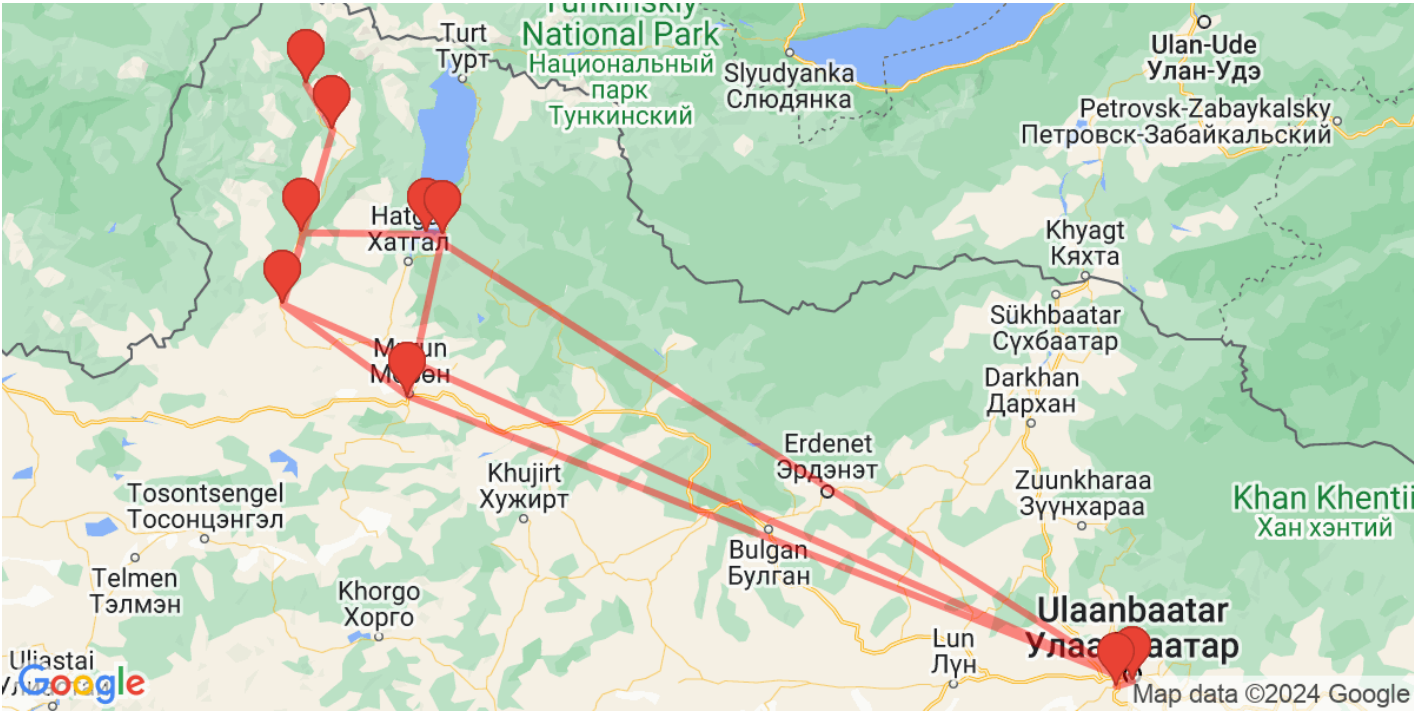 Tunkinskiy
National Park
Национальный
парк
Тункинский
Turt
Турт
Slyudyanka
Слюдянка
Ulan-Ude
Улан-Удэ
Petrovsk-Zabaykalsky
Петровск-Забайкальский
Хатгал
Khyagt
Кяхта
Sükhbaatar
Сүхбаатар
Darkhan
Дархан
Erdenet
Эрдэнэт
Khujirt
Хужирт
Zuunkharaa
Зүүнхараа
Khan Khentii
Хан хэнтий
Tosontsengel
Тосонцэнгэл
Bulgan
Булган
Telmen
Тэлмэн
Khorgo
Хорго
Ulaanbaatar
Lun
Лүн
Uliastai
Google
Map data ©2024 Google